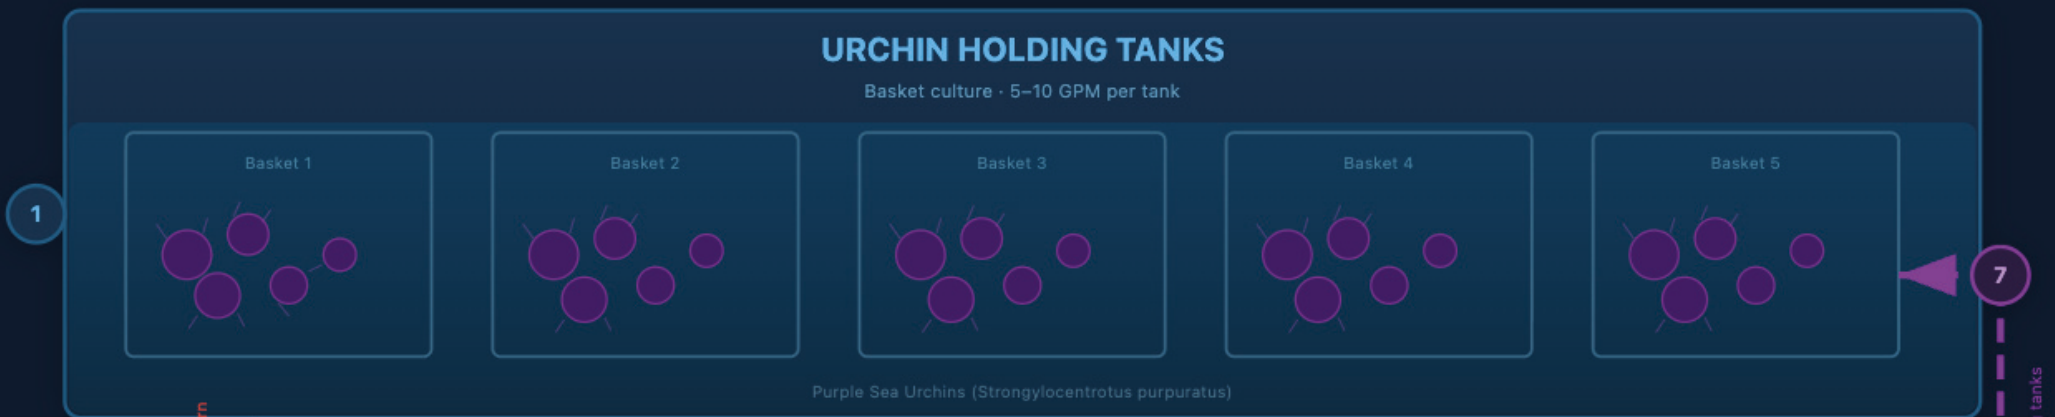 URCHIN HOLDING TANKS
Basket culture · 5–10 GPM per tank
Basket 1
Basket 2
Basket 3
Basket 4
Basket 5
1
7
Purple Sea Urchins (Strongylocentrotus purpuratus)
tanks